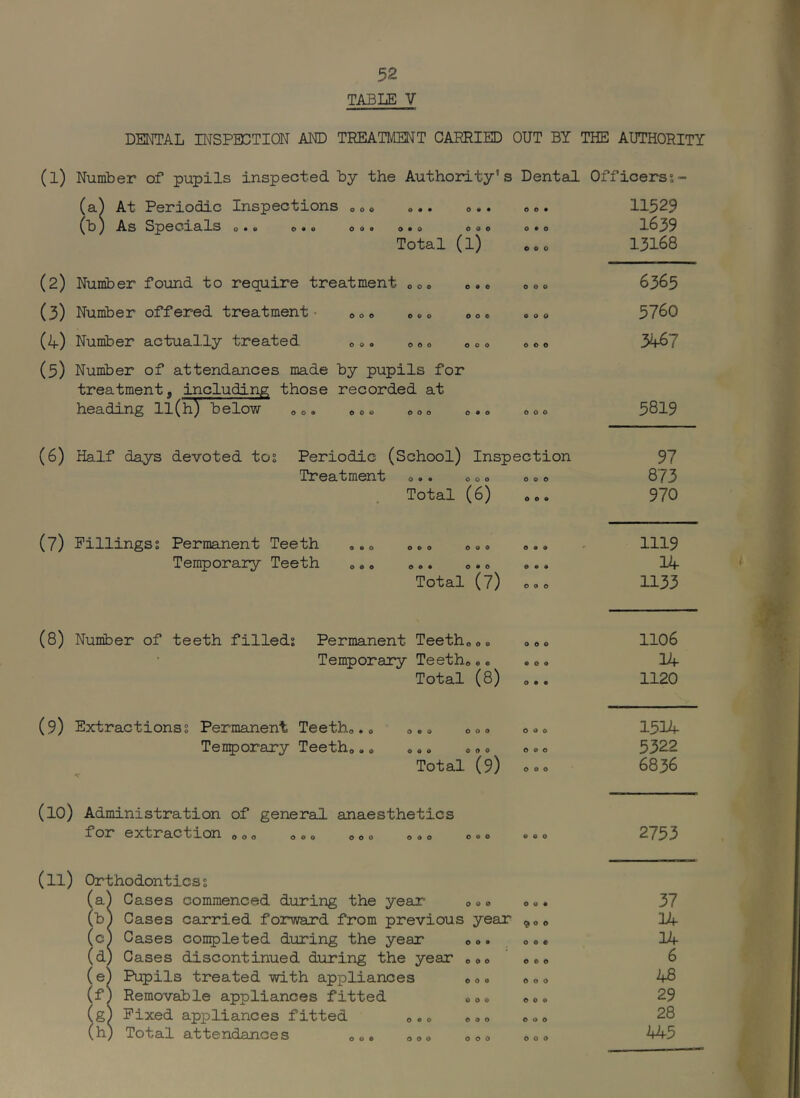 52
TABLE V
DENTAL INSPECTION AND TREATMENT CARRIED OUT BY THE AUTHORITY
(1) Number of pupils inspected by the Authority's Dental Officers:-
(a) At Periodic Inspections ... ... ... ... 11529
(b) As Specials ... ... ... ... ... ... 1639
Total (1) ... 13168
(2) Number found to require treatment ... ... ... 6365
(3) Number offered treatment ... ... ... ... 5760
(4) Number actually treated ... ... ... ... 3467
(5) Number of attendances made by pupils for
treatment, including those recorded at
heading 11(h) below ... ... ... ... ... 5819
(6) Half days devoted to: Periodic (School) Inspection 97
Treatment ... ... ... 873
Total (6) ... 970
(7) Fillings: Permanent Teeth ... ... ... ... 1119
Temporary Teeth ... ... ... ... 14
Total (7) ... 1133
(8) Number of teeth filled: Permanent Teeth... ... 1106
Temporary Teeth... ... 14
Total (8) ... 1120
(9) Extractions: Permanent Teeth... ... ... ... 1514
Temporary Teeth... ... ... ... 5322
Total (9) ... 6836
(10) Administration of general anaesthetics
for extraction ... ... ... ... ... ... 2753
(11) Orthodontics:
(a) Cases commenced during the year ... ... 37
(b) Cases carried forward from previous year ... 14
(c) Cases completed during the year ... ... 14
(d) Cases discontinued during the year ... ... 6
(e) Pupils treated with appliances ... ... 48
(f) Removable appliances fitted ... ... 29
(g) Fixed appliances fitted ... ... ... 28
(h) Total attendances ... ... ... ... 445